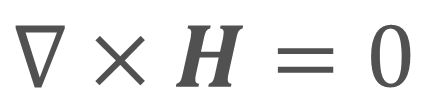 ∇ × H = 0